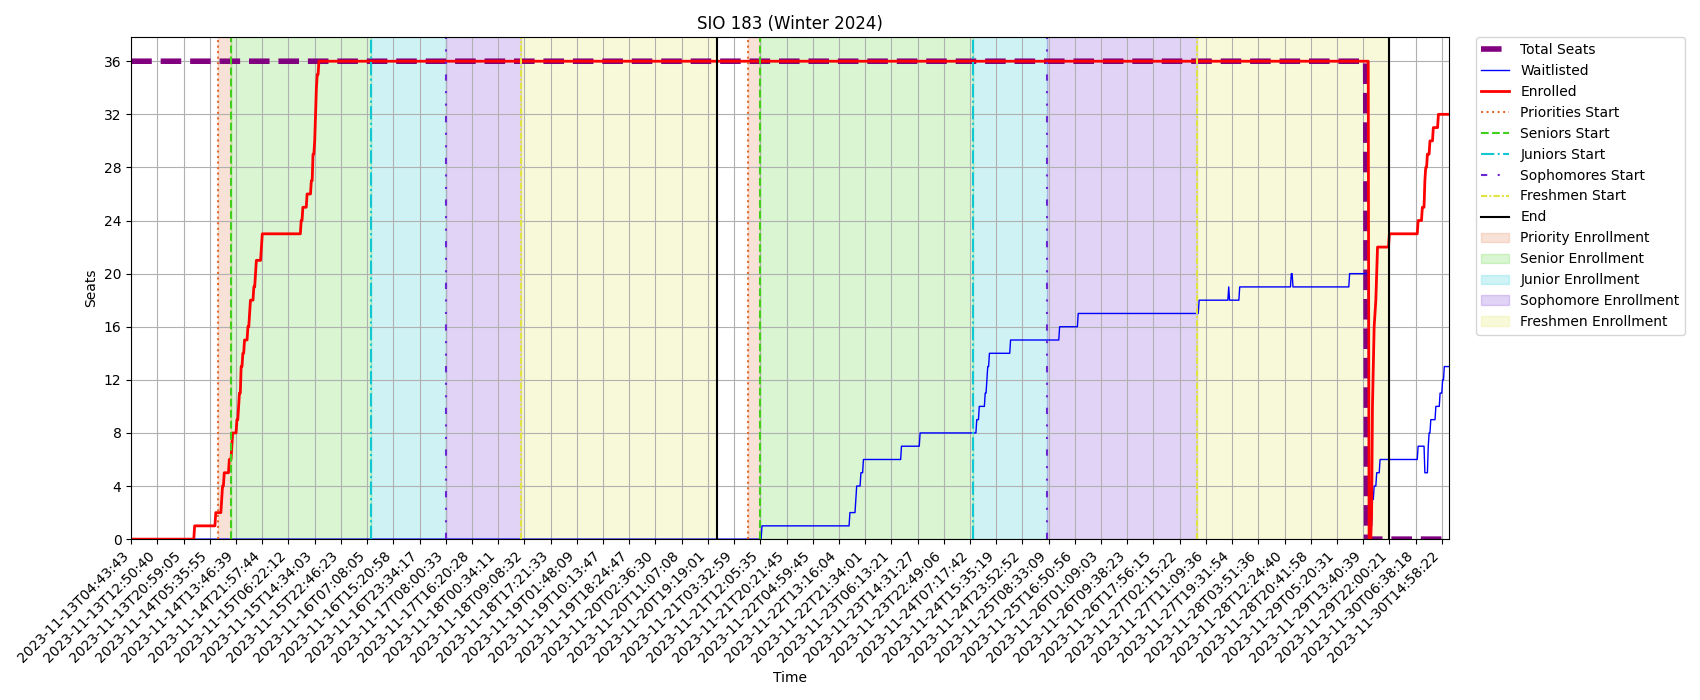 SIO 183 (Winter 2024)
Seats
36
32
28
24
20
16
12
8
4
0
2023-11-13T04:43:43
2023-11-13T12:50:40
2023-11-13T20:59:05
2023-11-14T05:35:55
2023-11-14T13:46:39
2023-11-14T21:57:44
2023-11-15T06:22:12
2023-11-15T14:34:03
2023-11-15T22:46:23
2023-11-16T07:08:05
2023-11-16T15:20:58
2023-11-16T23:34:17
2023-11-17T08:00:33
2023-11-17T16:20:28
2023-11-18T00:34:11
2023-11-18T09:08:32
2023-11-18T17:21:33
2023-11-19T01:48:09
2023-11-19T10:13:47
2023-11-19T18:24:47
2023-11-20T02:36:30
2023-11-20T11:07:08
2023-11-20T19:19:01
2023-11-21T03:32:59
2023-11-21T12:05:35
2023-11-21T20:21:45
2023-11-22T04:59:45
2023-11-22T13:16:04
2023-11-22T21:34:01
2023-11-23T06:13:21
2023-11-23T14:31:27
2023-11-23T22:49:06
2023-11-24T07:17:42
2023-11-24T15:35:19
2023-11-24T23:52:52
2023-11-25T08:33:09
2023-11-25T16:50:56
2023-11-26T01:09:03
2023-11-26T09:38:23
2023-11-26T17:56:15
2023-11-27T02:15:22
2023-11-27T11:09:36
2023-11-27T19:31:54
2023-11-28T03:51:36
2023-11-28T12:24:40
2023-11-28T20:41:58
2023-11-29T05:20:31
2023-11-29T13:40:39
2023-11-29T22:00:21
2023-11-30T06:38:18
2023-11-30T14:58:22
Time
Total Seats
Waitlisted
Enrolled
Priorities Start
Seniors Start
Juniors Start
Sophomores Start
Freshmen Start
End
Priority Enrollment
Senior Enrollment
Junior Enrollment
Sophomore Enrollment
Freshmen Enrollment